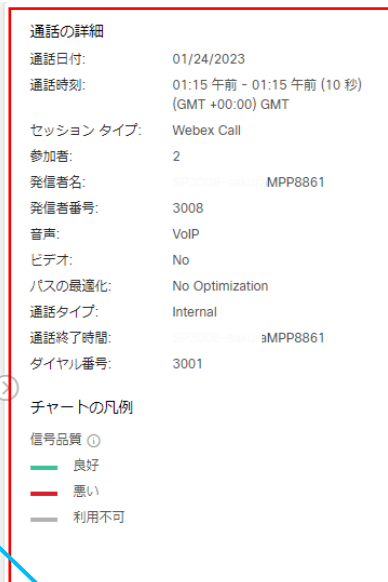 通話の詳細
通話日付: 01/24/2023
通話時刻: 01:15 午前 - 01:15 午前 (10 秒)
(GMT +00:00) GMT
セッション タイプ: Webex Call
参加者: 2
発信者名: MPP8861
発信者番号: 3008
音声: VoIP
ビデオ: No
パスの最適化: No Optimization
通話タイプ: Internal
通話終了時間: aMPP8861
ダイヤル番号: 3001
チャートの凡例
信号品質
良好
悪い
利用不可